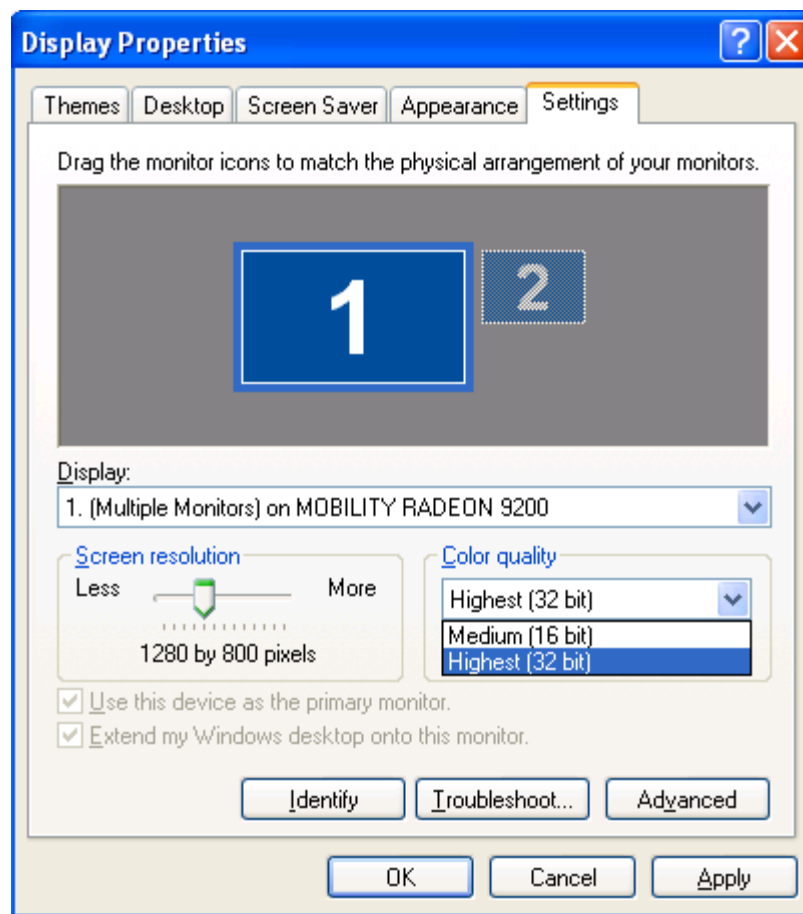 Display Properties
Themes Desktop Screen Saver Appearance Settings
Drag the monitor icons to match the physical arrangement of your monitors.
1 2
Display:
1. (Multiple Monitors) on MOBILITY RADEON 9200
Screen resolution
Less More
1280 by 800 pixels
Color quality
Highest (32 bit)
Medium (16 bit)
Highest (32 bit)
Use this device as the primary monitor.
Extend my Windows desktop onto this monitor.
Identify Troubleshoot... Advanced
OK Cancel Apply